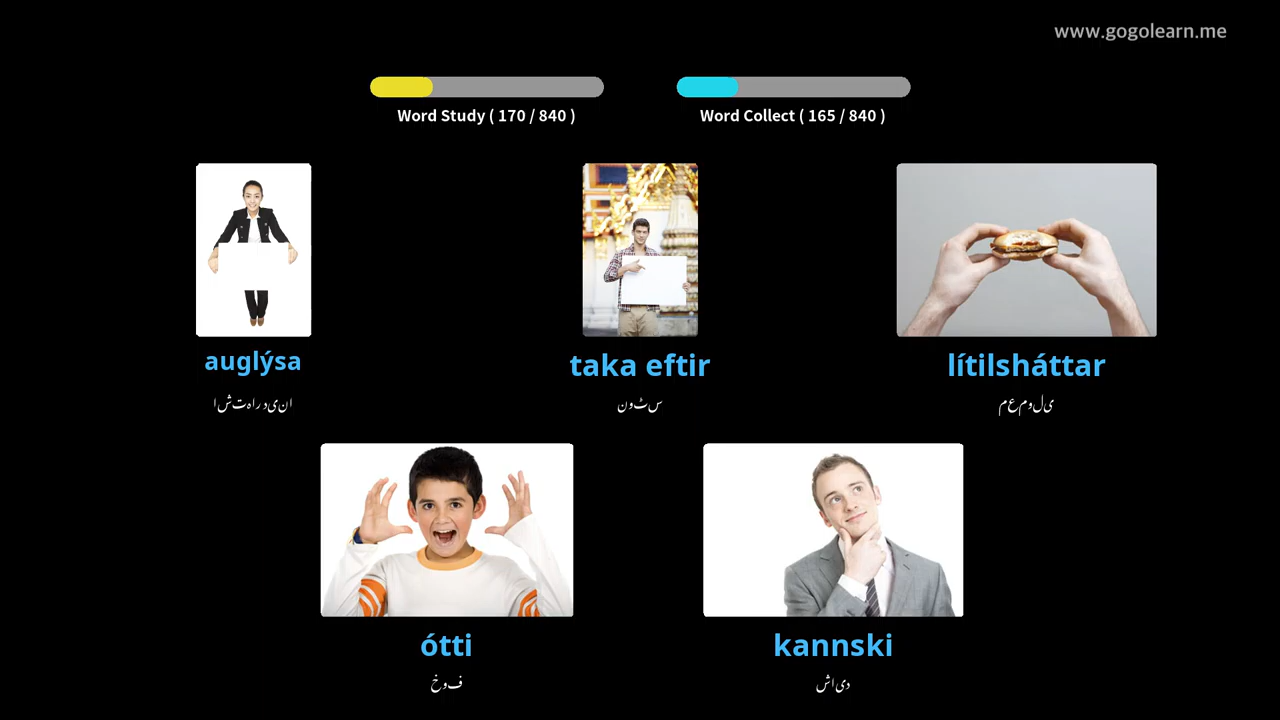 www.gogolearn.me
Word Study ( 170 / 840 )
Word Collect ( 165 / 840 )
auglýsa
انیدراہتشا
taka eftir
سٹون
lítilsháttar
یلومعم
ótti
فوخ
kannski
دیاش